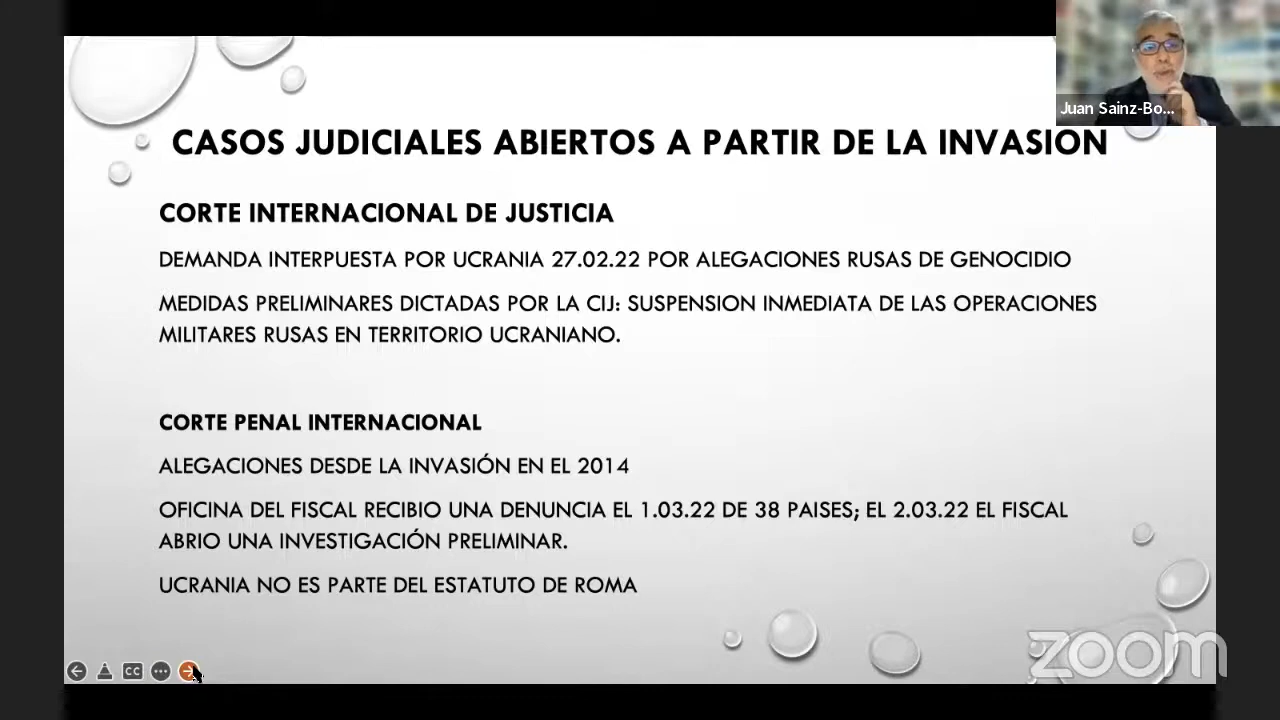 Juan Sainz-Bo...
CASOS JUDICIALES ABIERTOS A PARTIR DE LA INVASION
CORTE INTERNACIONAL DE JUSTICIA
DEMANDA INTERPUESTA POR UCRANIA 27.02.22 POR ALEGACIONES RUSAS DE GENOCIDIO
MEDIDAS PRELIMINARES DICTADAS POR LA CIJ: SUSPENSION INMEDIATA DE LAS OPERACIONES
MILITARES RUSAS EN TERRITORIO UCRANIANO.
CORTE PENAL INTERNACIONAL
ALEGACIONES DESDE LA INVASIÓN EN EL 2014
OFICINA DEL FISCAL RECIBIO UNA DENUNCIA EL 1.03.22 DE 38 PAISES; EL 2.03.22 EL FISCAL
ABRIO UNA INVESTIGACIÓN PRELIMINAR.
UCRANIA NO ES PARTE DEL ESTATUTO DE ROMA
CC
zoom